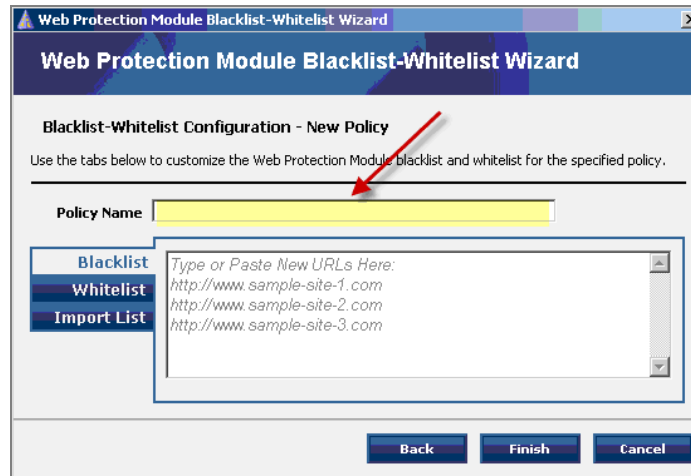 Web Protection Module Blacklist-Whitelist Wizard
Web Protection Module Blacklist-Whitelist Wizard
Blacklist-Whitelist Configuration - New Policy
Use the tabs below to customize the Web Protection Module blacklist and whitelist for the specified policy.
Policy Name
Blacklist
Whitelist
Import List
Type or Paste New URLs Here:
http://www.sample-site-1.com
http://www.sample-site-2.com
http://www.sample-site-3.com
Back Finish Cancel